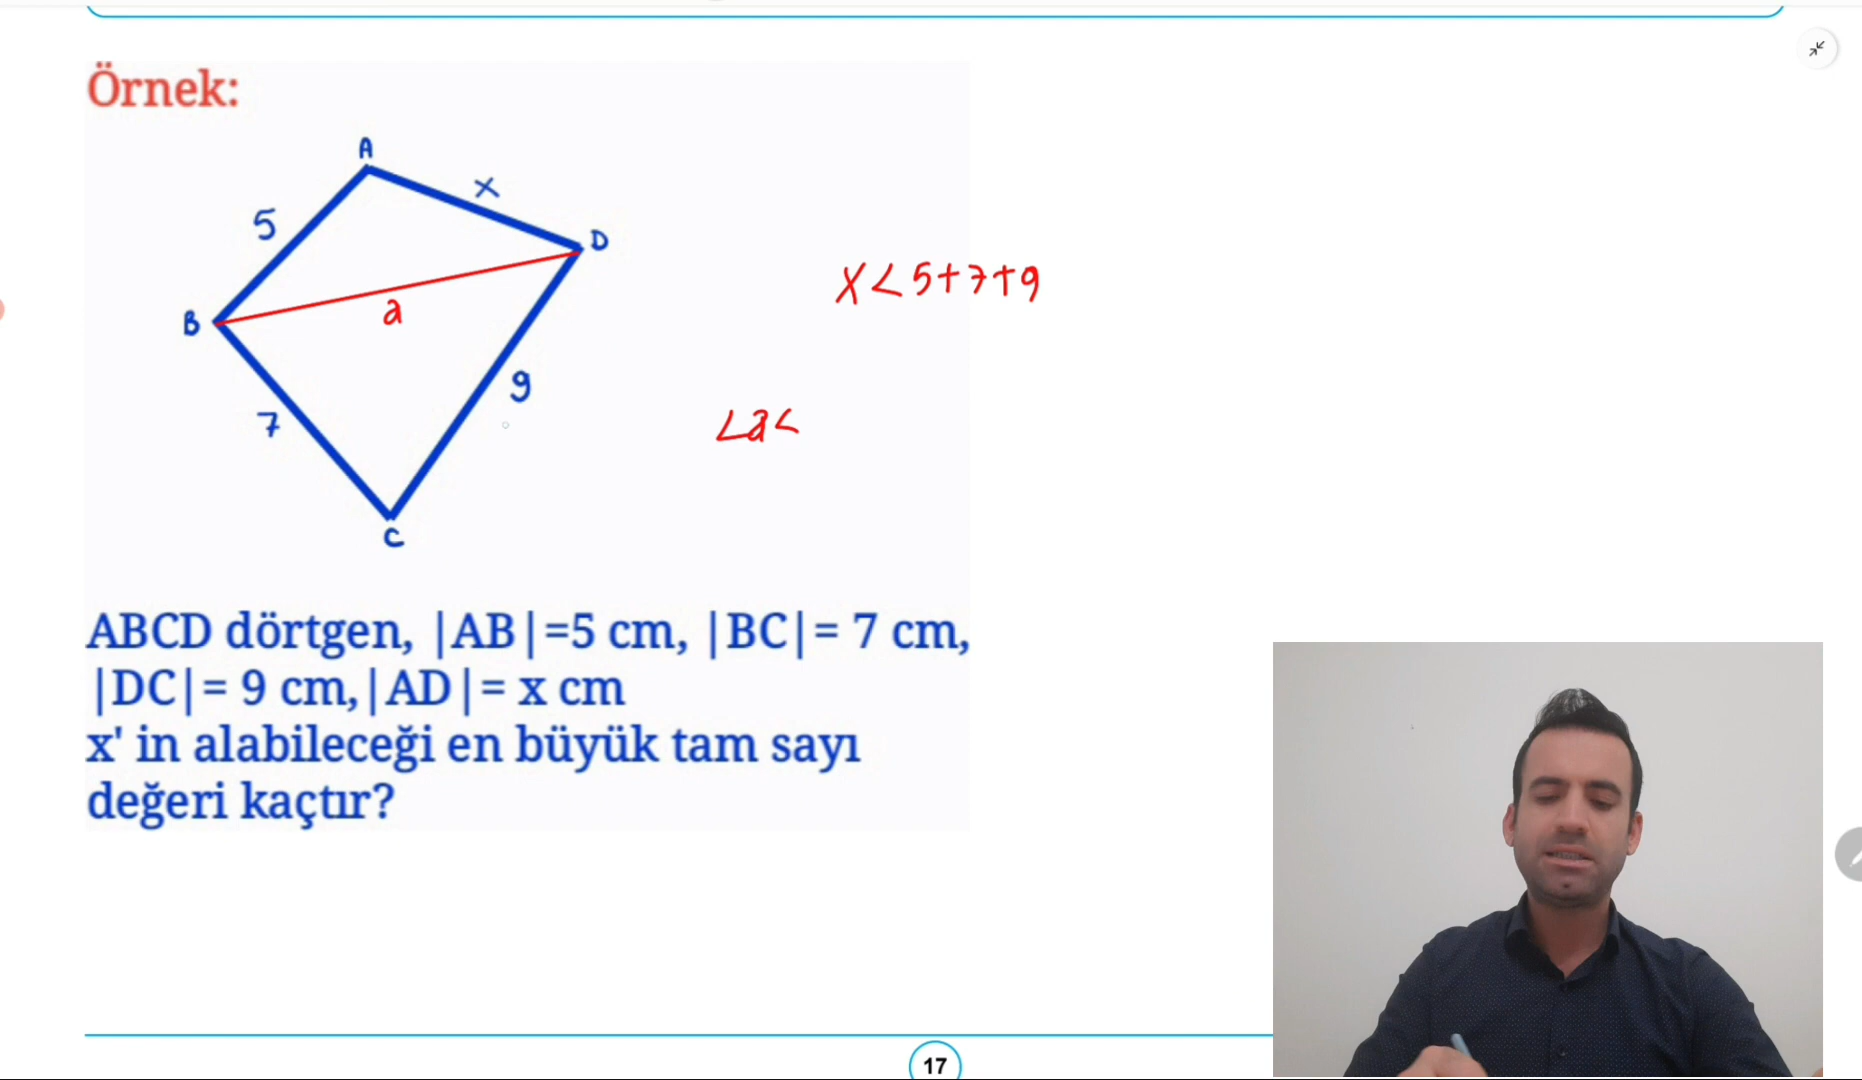 Örnek:
A
x
5
D
x<5+7+9
B
a
9
7
<a<
C
ABCD dörtgen, |AB|=5 cm, |BC|= 7 cm,
|DC|= 9 cm,|AD|= x cm
x' in alabileceği en büyük tam sayı
değeri kaçtır?
17